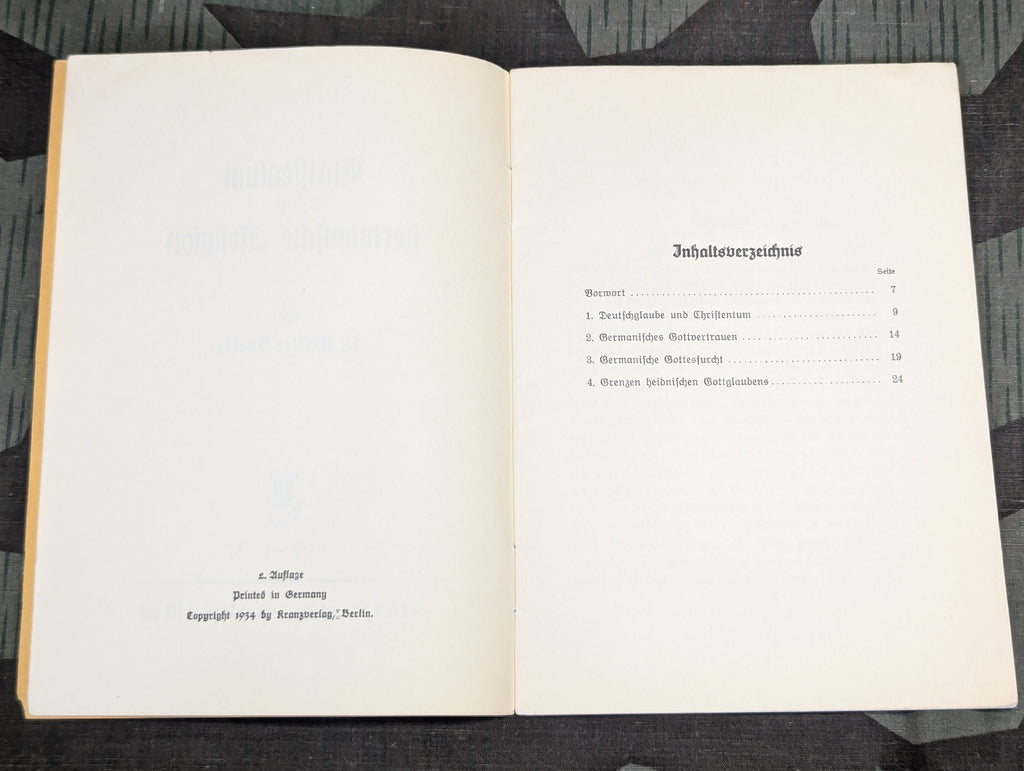 2. Auflage
Printed in Germany
Copyright 1934 by Kranzverlag, Berlin.
Inhaltsverzeichnis
Seite
Vorwort ........................................... 7
1. Deutschglaube und Christentum ..................... 9
2. Germanisches Gottvertrauen ........................ 14
3. Germanische Gottesfurcht .......................... 19
4. Grenzen heidnischen Gottglaubens .................. 24